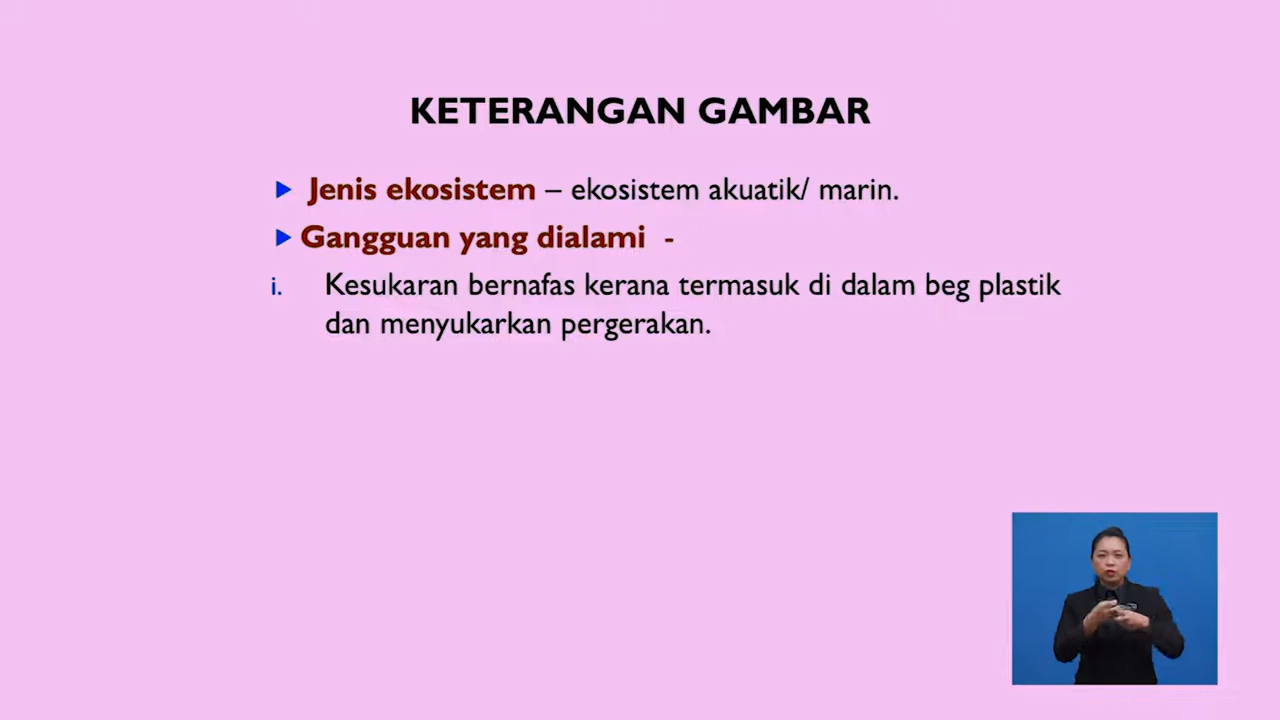 KETERANGAN GAMBAR
Jenis ekosistem – ekosistem akuatik/ marin.
Gangguan yang dialami -
i. Kesukaran bernafas kerana termasuk di dalam beg plastik
dan menyukarkan pergerakan.